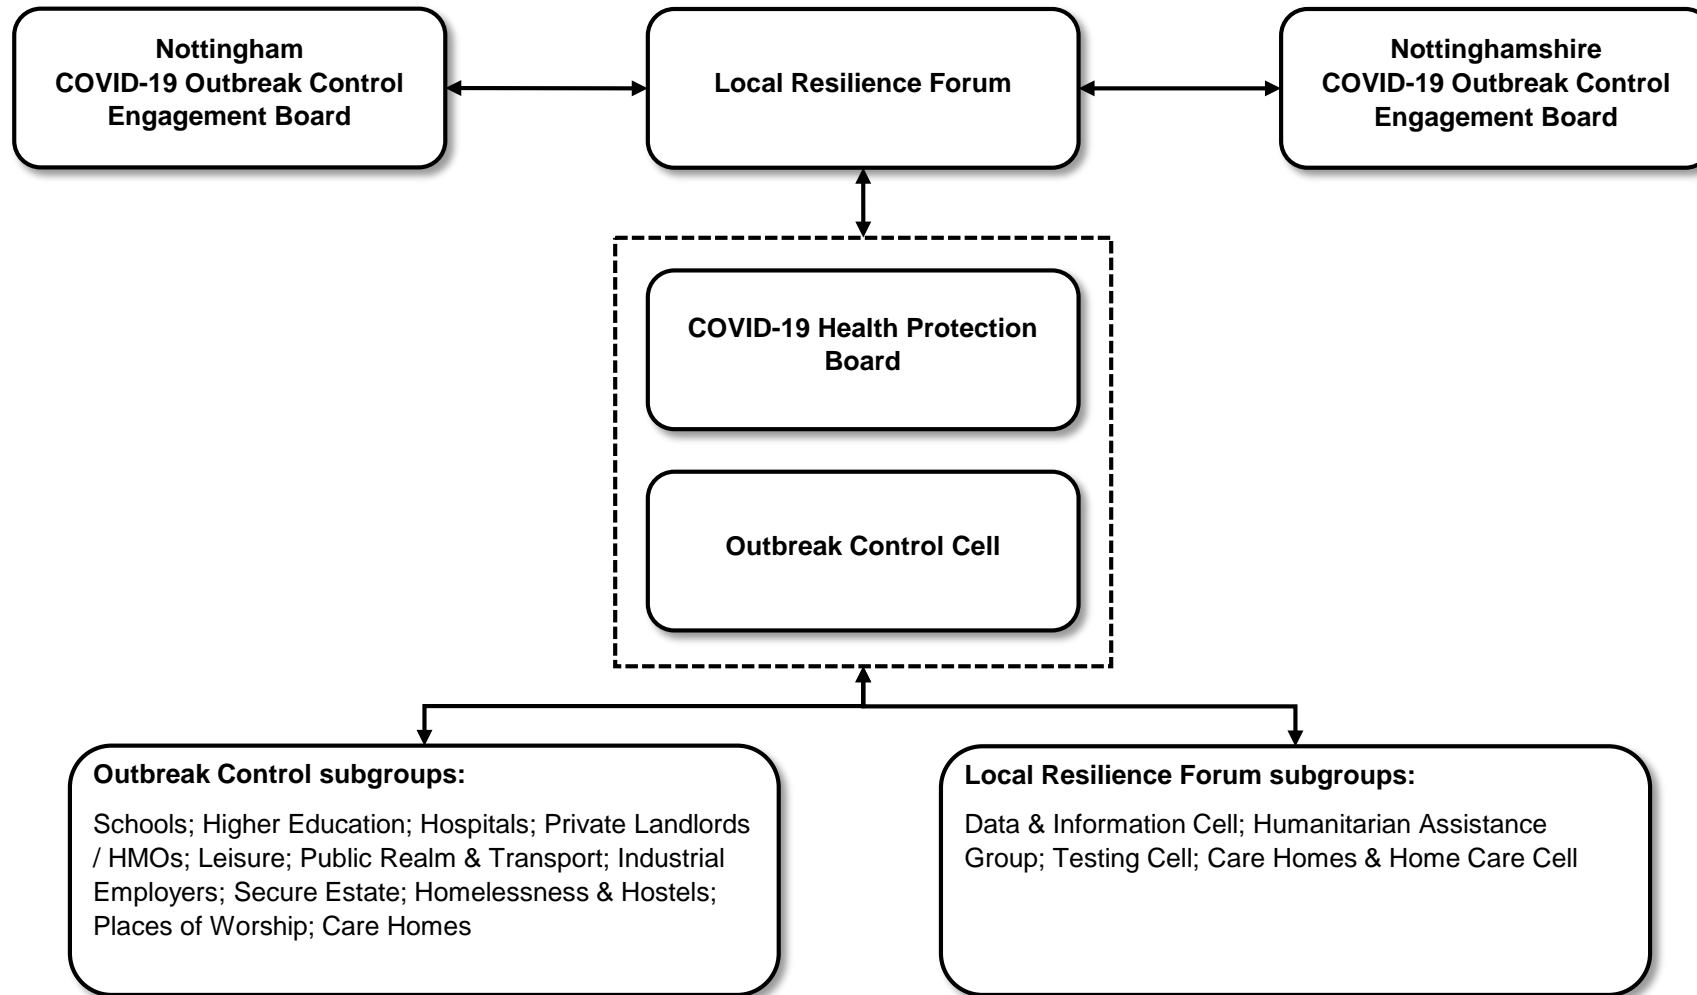 Nottingham
COVID-19 Outbreak Control
Engagement Board
Local Resilience Forum
Nottinghamshire
COVID-19 Outbreak Control
Engagement Board
COVID-19 Health Protection
Board
Outbreak Control Cell
Outbreak Control subgroups:
Schools; Higher Education; Hospitals; Private Landlords
/ HMOs; Leisure; Public Realm & Transport; Industrial
Employers; Secure Estate; Homelessness & Hostels;
Places of Worship; Care Homes
Local Resilience Forum subgroups:
Data & Information Cell; Humanitarian Assistance
Group; Testing Cell; Care Homes & Home Care Cell